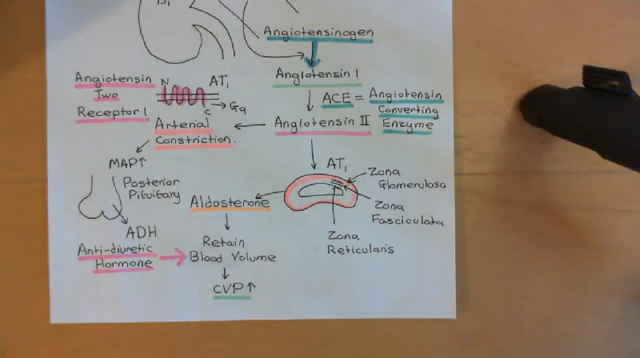 β1
Angiotensinogen
Angiotensin I
Angiotensin
Two
Receptor 1
N
AT1
C
Gq
ACE = Angiotensin
Converting
Enzyme
Angiotensin II
Arterial
Constriction.
MAP↑
Posterior
Pituitary
ADH
Anti-diuretic
Hormone
AT1
Zona
Glomerulosa
Zona
Fasciculata
Zona
Reticularis
Aldosterone
Retain
Blood Volume
CVP↑